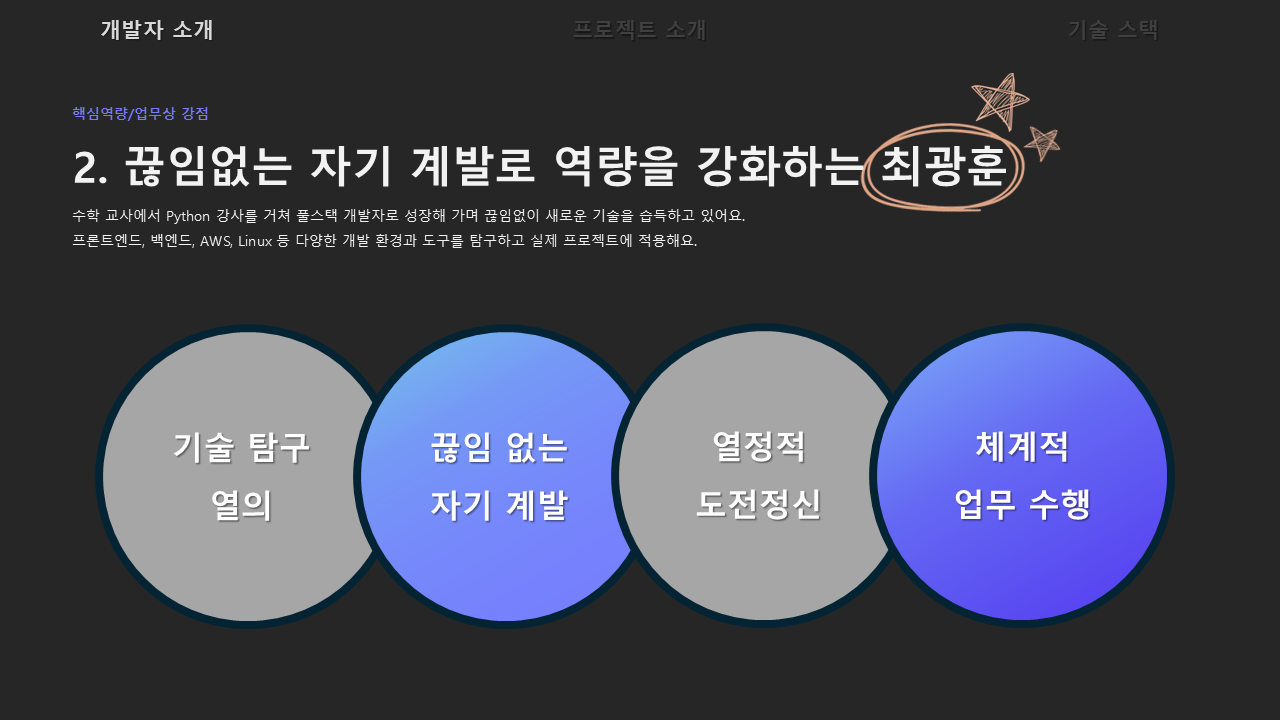 개발자 소개
프로젝트 소개
기술 스택
핵심역량/업무상 강점
2. 끊임없는 자기 계발로 역량을 강화하는 최광훈
수학 교사에서 Python 강사를 거쳐 풀스택 개발자로 성장해 가며 끊임없이 새로운 기술을 습득하고 있어요.
프론트엔드, 백엔드, AWS, Linux 등 다양한 개발 환경과 도구를 탐구하고 실제 프로젝트에 적용해요.
기술 탐구
열의
끊임 없는
자기 계발
열정적
도전정신
체계적
업무 수행